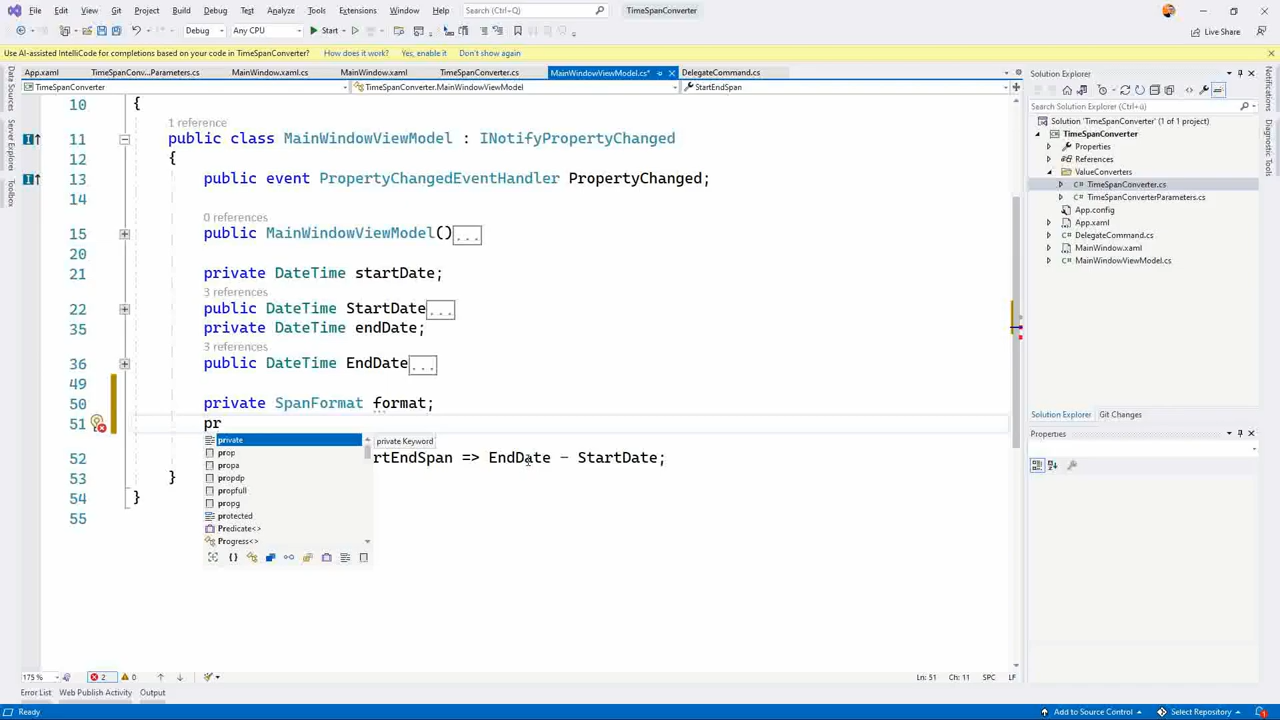 File Edit View Git Project Build Debug Test Analyze Tools Extensions Window Help Search (Ctrl+Q) TimeSpanConverter
Debug Any CPU Start Live Share
Use AI-assisted IntelliCode for completions based on your code in TimeSpanConverter? How does it work? Yes, enable it Don't show again
App.xaml TimeSpanConv...Parameters.cs MainWindow.xaml.cs MainWindow.xaml TimeSpanConverter.cs MainWindowViewModel.cs* DelegateCommand.cs
TimeSpanConverter TimeSpanConverter.MainWindowViewModel StartEndSpan
Data Sources
Server Explorer
Toolbox
10 {
1 reference
11 public class MainWindowViewModel : INotifyPropertyChanged
12 {
13 public event PropertyChangedEventHandler PropertyChanged;
14
0 references
15 public MainWindowViewModel()...
20
21 private DateTime startDate;
3 references
22 public DateTime StartDate...
35 private DateTime endDate;
3 references
36 public DateTime EndDate...
49
50 private SpanFormat format;
51 pr
private
private Keyword
prop
propa
propdp
propfull
propg
protected
Predicate<>
Progress<>
52 rtEndSpan => EndDate - StartDate;
53 }
54 }
55
175 % 2 0 Ln: 51 Ch: 11 SPC LF
Error List Web Publish Activity Output
Ready Add to Source Control Select Repository 1
Solution Explorer
Search Solution Explorer (Ctrl+ù)
Solution 'TimeSpanConverter' (1 of 1 project)
TimeSpanConverter
Properties
References
ValueConverters
TimeSpanConverter.cs
TimeSpanConverterParameters.cs
App.config
App.xaml
DelegateCommand.cs
MainWindow.xaml
MainWindowViewModel.cs
Solution Explorer Git Changes
Properties
Notifications
Diagnostic Tools